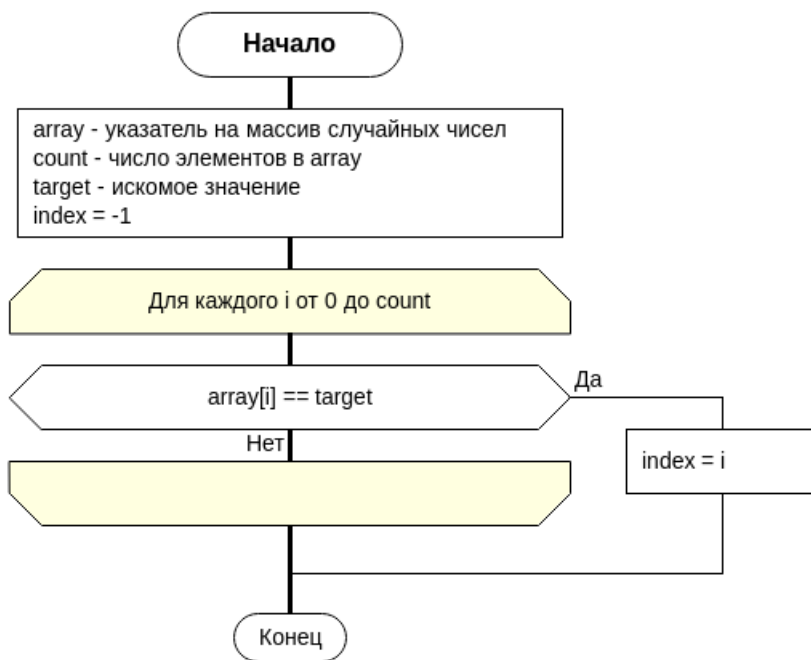 Начало
array - указатель на массив случайных чисел
count - число элементов в array
target - искомое значение
index = -1
Для каждого i от 0 до count
array[i] == target
Да
Нет
index = i
Конец